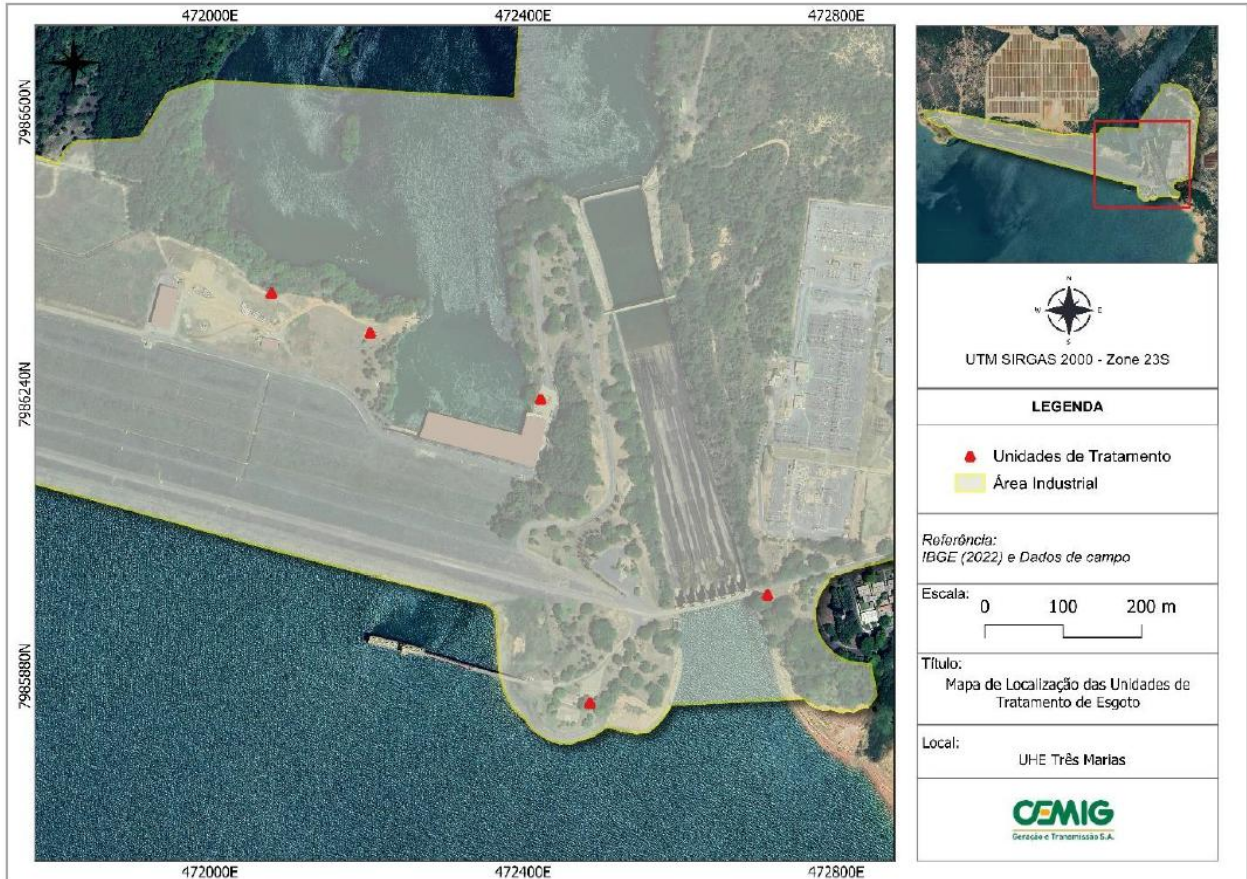 472000E
472400E
472800E
7986600N
7986240N
7985880N
472000E
472400E
472800E
N
W
E
S
UTM SIRGAS 2000 - Zone 23S
LEGENDA
Unidades de Tratamento
Área Industrial
Referência:
IBGE (2022) e Dados de campo
Escala:
0 100 200 m
Título:
Mapa de Localização das Unidades de
Tratamento de Esgoto
Local:
UHE Três Marias
CEMIG
Geração e Transmissão S.A.